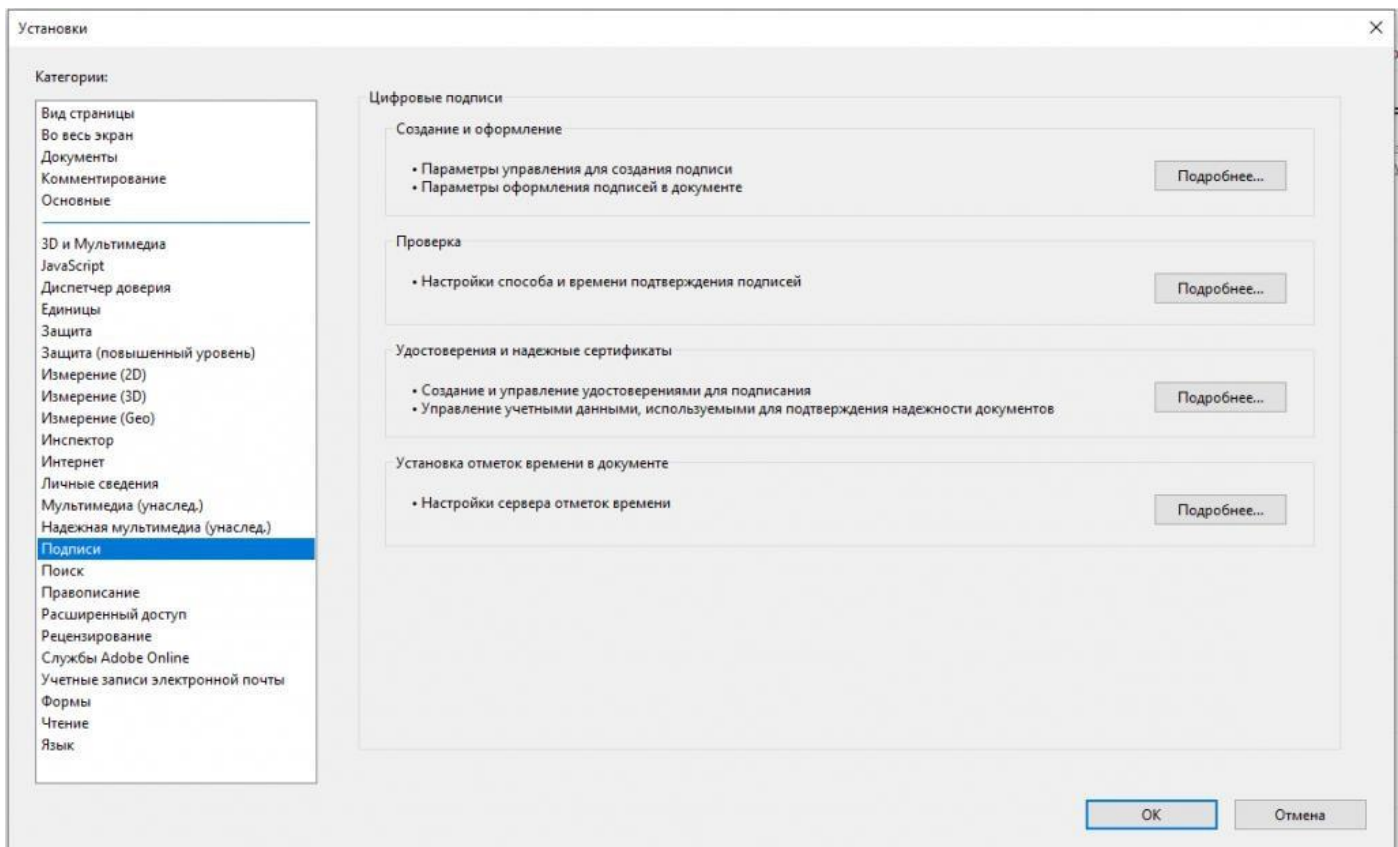 Установки
Категории:
Вид страницы
Во весь экран
Документы
Комментирование
Основные
3D и Мультимедиа
JavaScript
Диспетчер доверия
Единицы
Защита
Защита (повышенный уровень)
Измерение (2D)
Измерение (3D)
Измерение (Geo)
Инспектор
Интернет
Личные сведения
Мультимедиа (унаслед.)
Надежная мультимедиа (унаслед.)
Подписи
Поиск
Правописание
Расширенный доступ
Рецензирование
Службы Adobe Online
Учетные записи электронной почты
Формы
Чтение
Язык
Цифровые подписи
Создание и оформление
• Параметры управления для создания подписи
• Параметры оформления подписей в документе
Подробнее...
Проверка
• Настройки способа и времени подтверждения подписей
Подробнее...
Удостоверения и надежные сертификаты
• Создание и управление удостоверениями для подписания
• Управление учетными данными, используемыми для подтверждения надежности документов
Подробнее...
Установка отметок времени в документе
• Настройки сервера отметок времени
Подробнее...
OK
Отмена